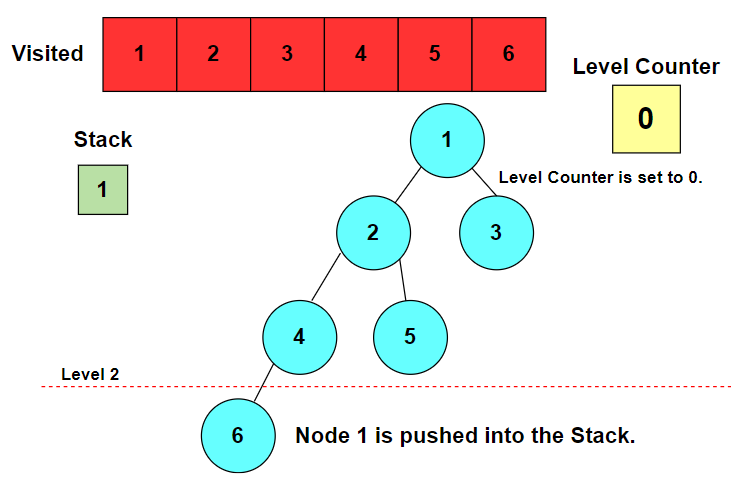 Visited 1 2 3 4 5 6
Level Counter
0
Stack
1
1
Level Counter is set to 0.
2 3
4 5
Level 2
6
Node 1 is pushed into the Stack.